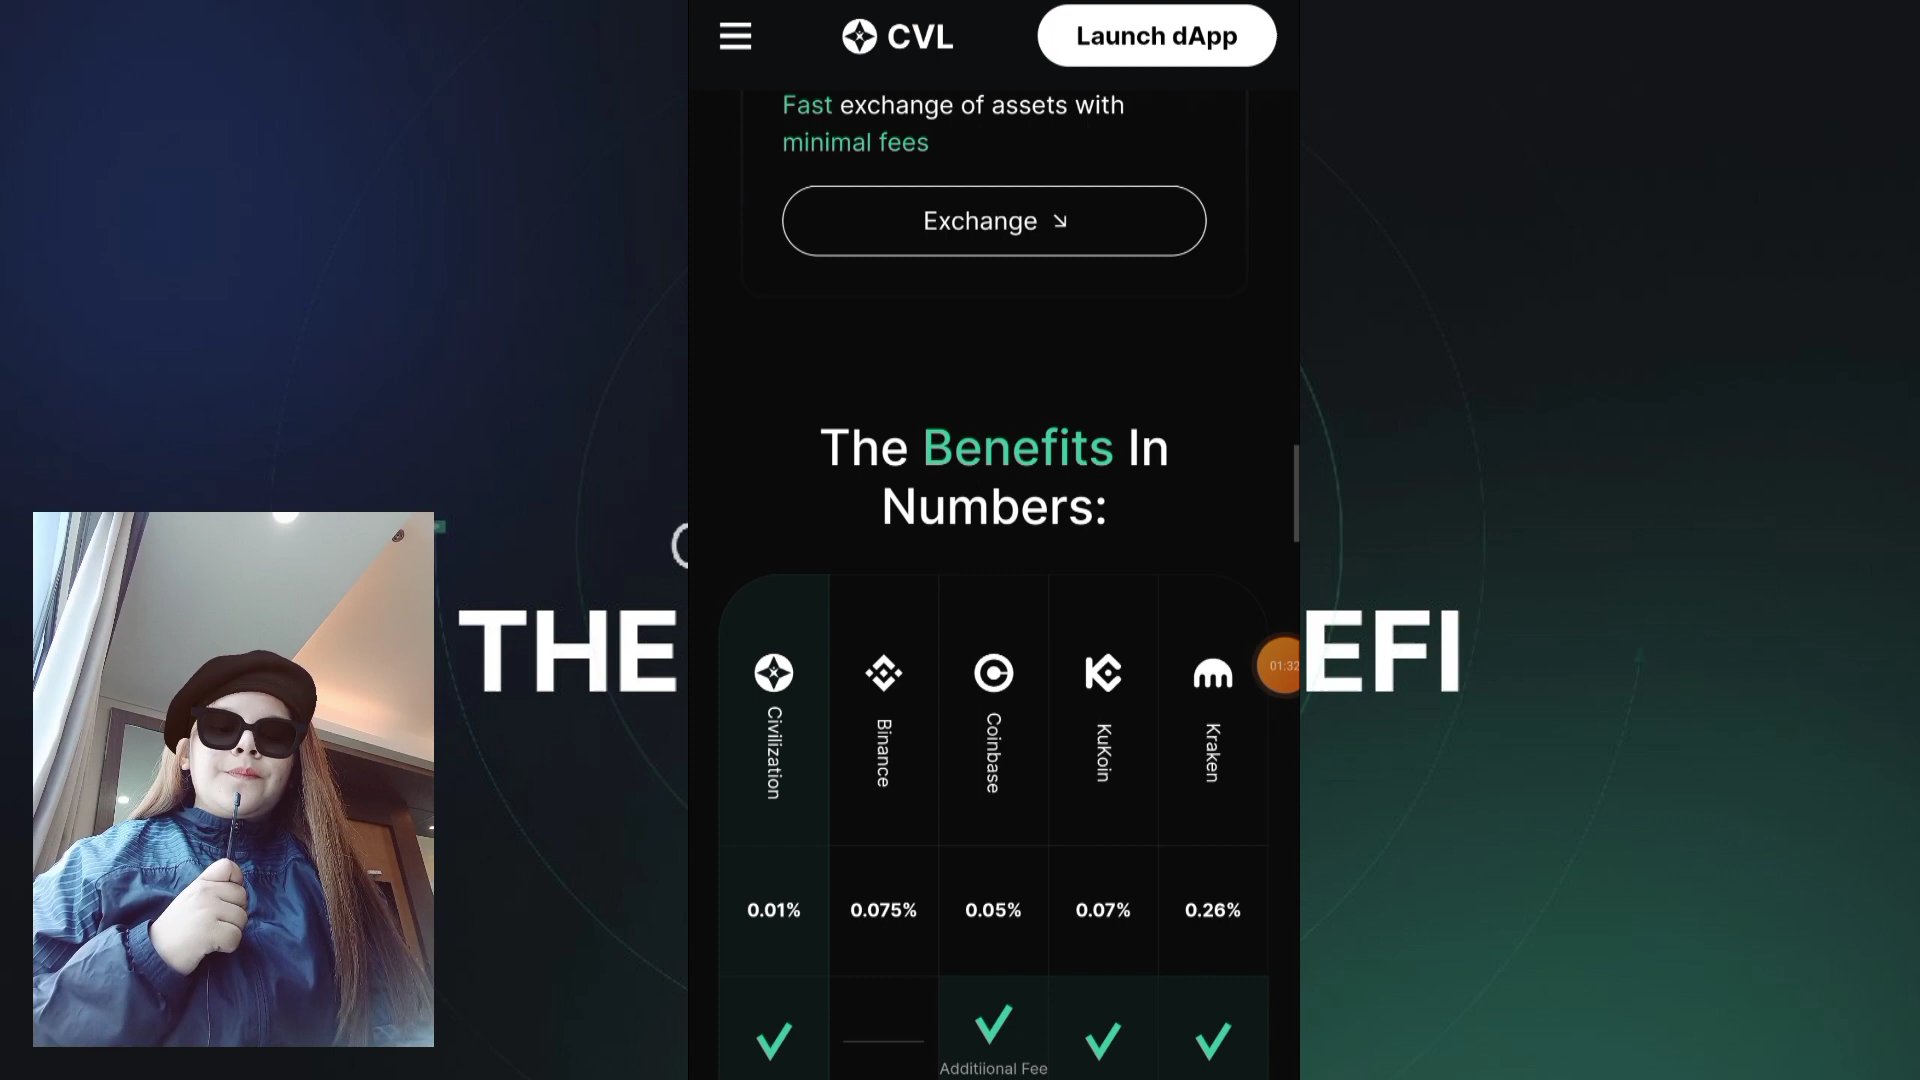 CVL
Launch dApp
Fast exchange of assets with
minimal fees
Exchange
The Benefits In
Numbers:
THE
EFI
01:32
Civilization
Binance
Coinbase
KuKoin
Kraken
0.01%
0.075%
0.05%
0.07%
0.26%
Additiional Fee